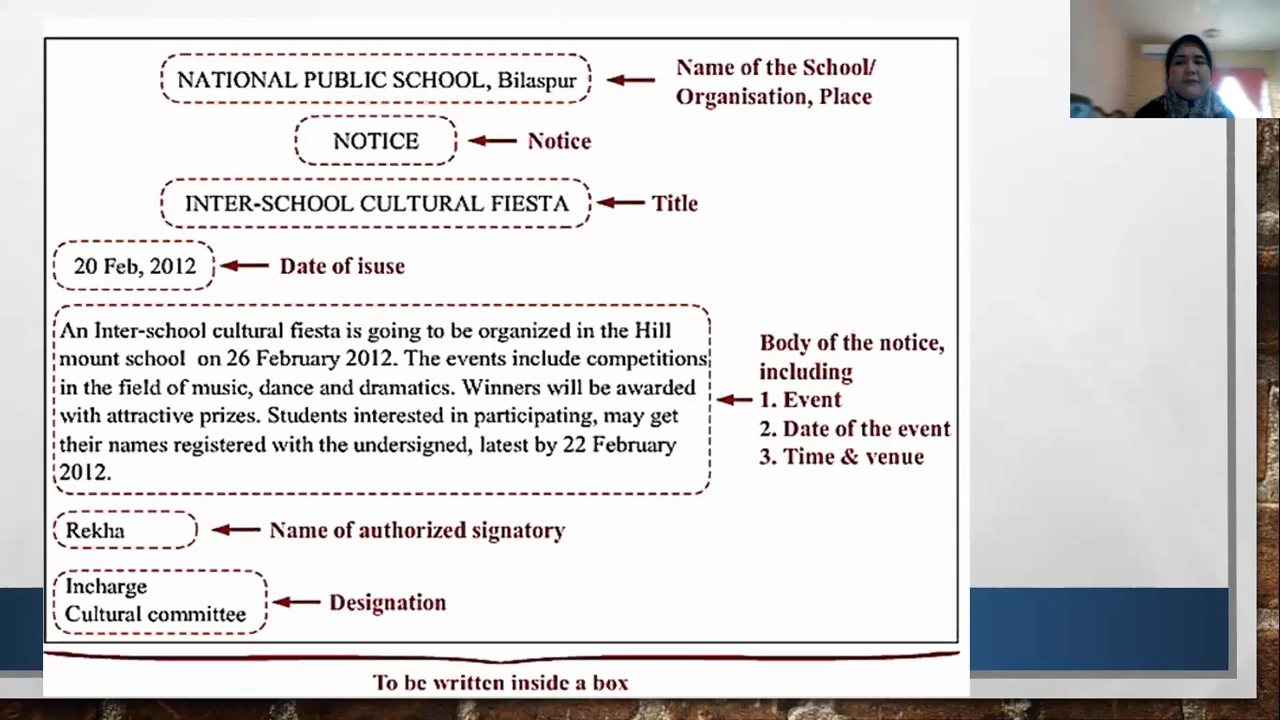 NATIONAL PUBLIC SCHOOL, Bilaspur
Name of the School/
Organisation, Place
NOTICE
Notice
INTER-SCHOOL CULTURAL FIESTA
Title
20 Feb, 2012
Date of isuse
An Inter-school cultural fiesta is going to be organized in the Hill
mount school on 26 February 2012. The events include competitions
in the field of music, dance and dramatics. Winners will be awarded
with attractive prizes. Students interested in participating, may get
their names registered with the undersigned, latest by 22 February
2012.
Body of the notice,
including
1. Event
2. Date of the event
3. Time & venue
Rekha
Name of authorized signatory
Incharge
Cultural committee
Designation
To be written inside a box